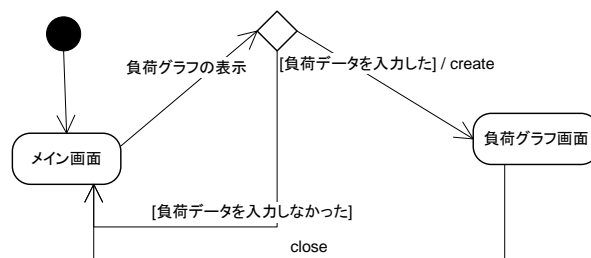 負荷グラフの表示
[負荷データを入力した] / create
メイン画面
負荷グラフ画面
[負荷データを入力しなかった]
close